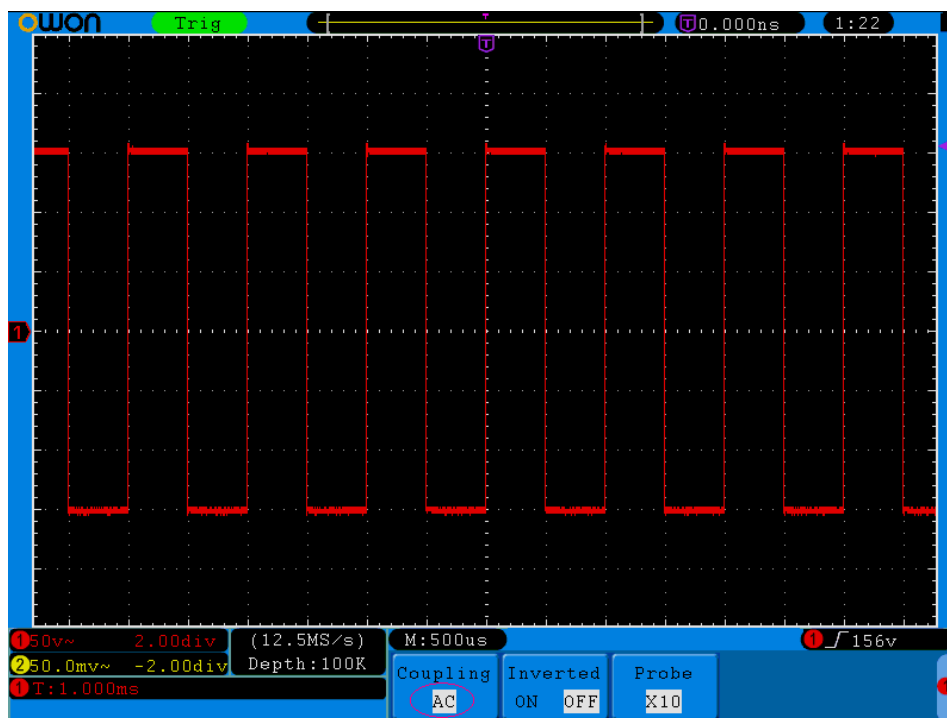 owon Trig T T 0.000ns 1:22
T
1
1 50v~ 2.00div (12.5MS/s) M:500us 1 156v
2 50.0mv~ -2.00div Depth:100K
1 T:1.000ms
Coupling Inverted Probe
AC ON OFF X10
1